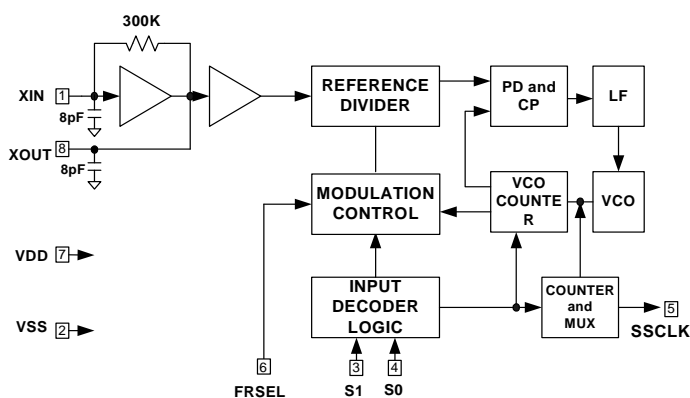 300K
XIN 1
8pF
XOUT 8
8pF
REFERENCE
DIVIDER
PD and
CP
LF
MODULATION
CONTROL
VCO
COUNTE
R
VCO
VDD 7
VSS 2
INPUT
DECODER
LOGIC
COUNTER
and
MUX
5
SSCLK
6
FRSEL
3
S1
4
S0